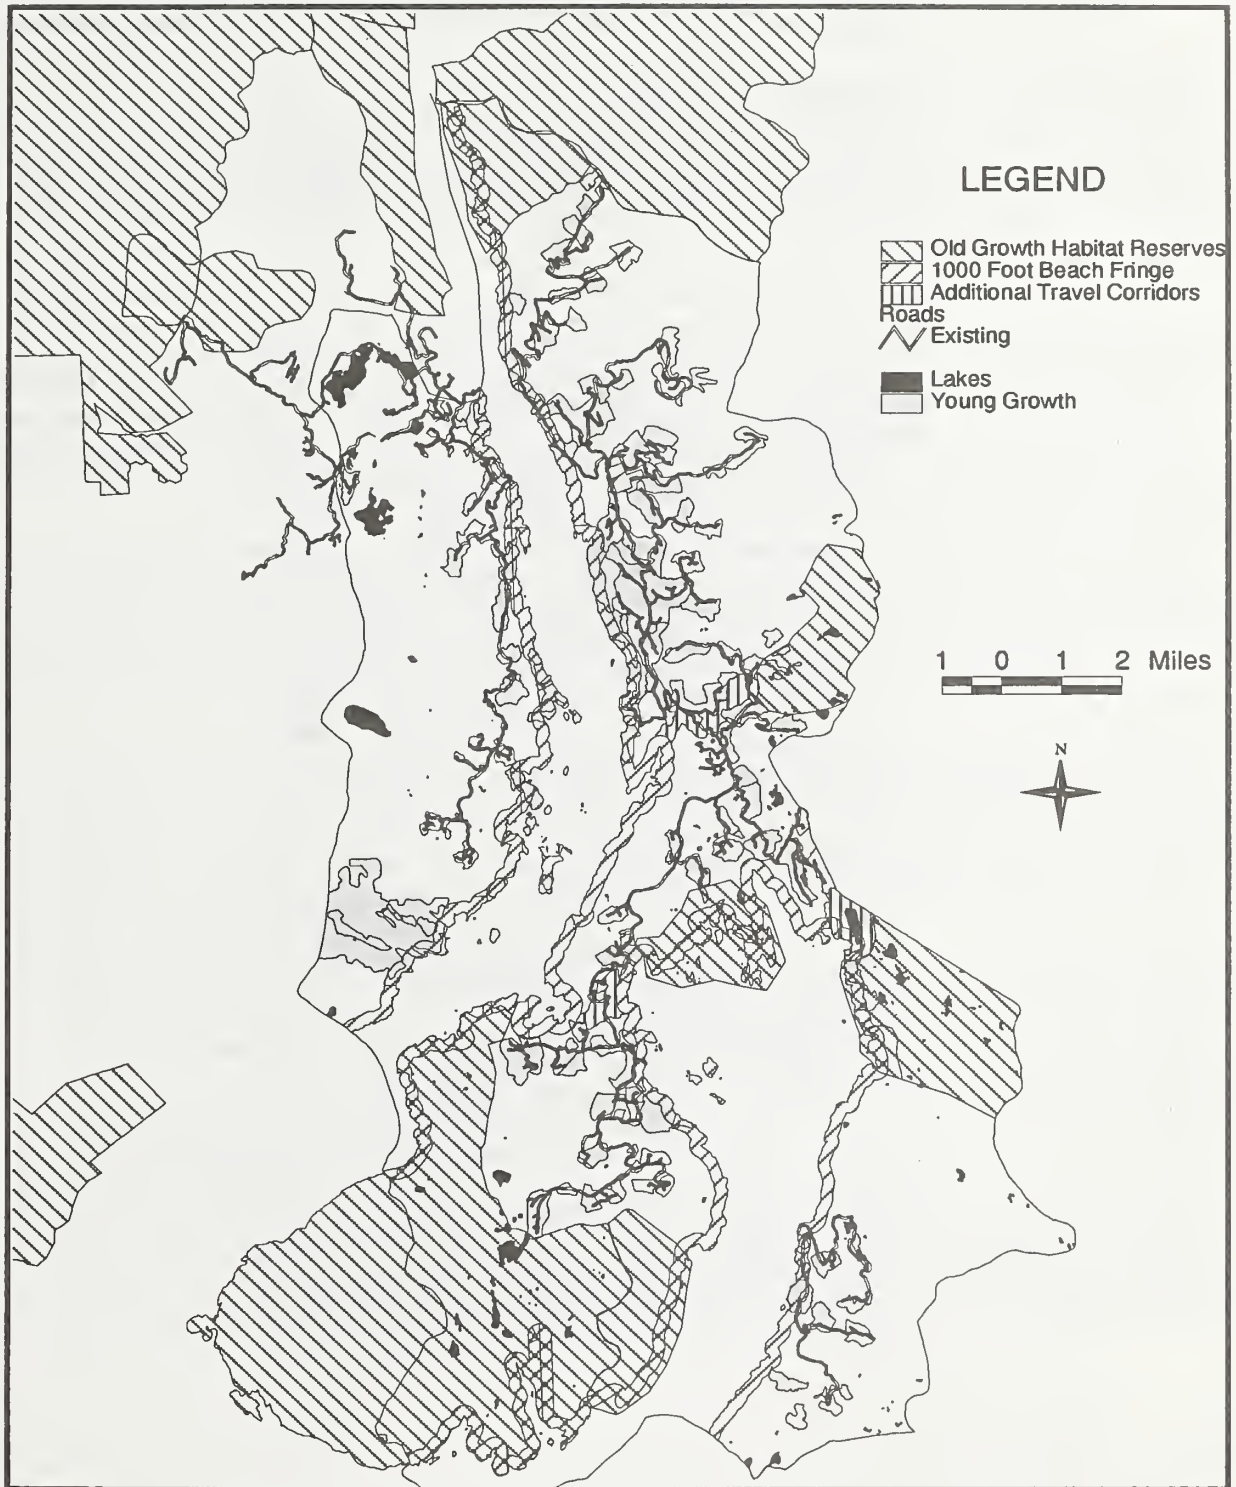 LEGEND
Old Growth Habitat Reserves
1000 Foot Beach Fringe
Additional Travel Corridors
Roads
Existing
Lakes
Young Growth
1 0 1 2 Miles
N